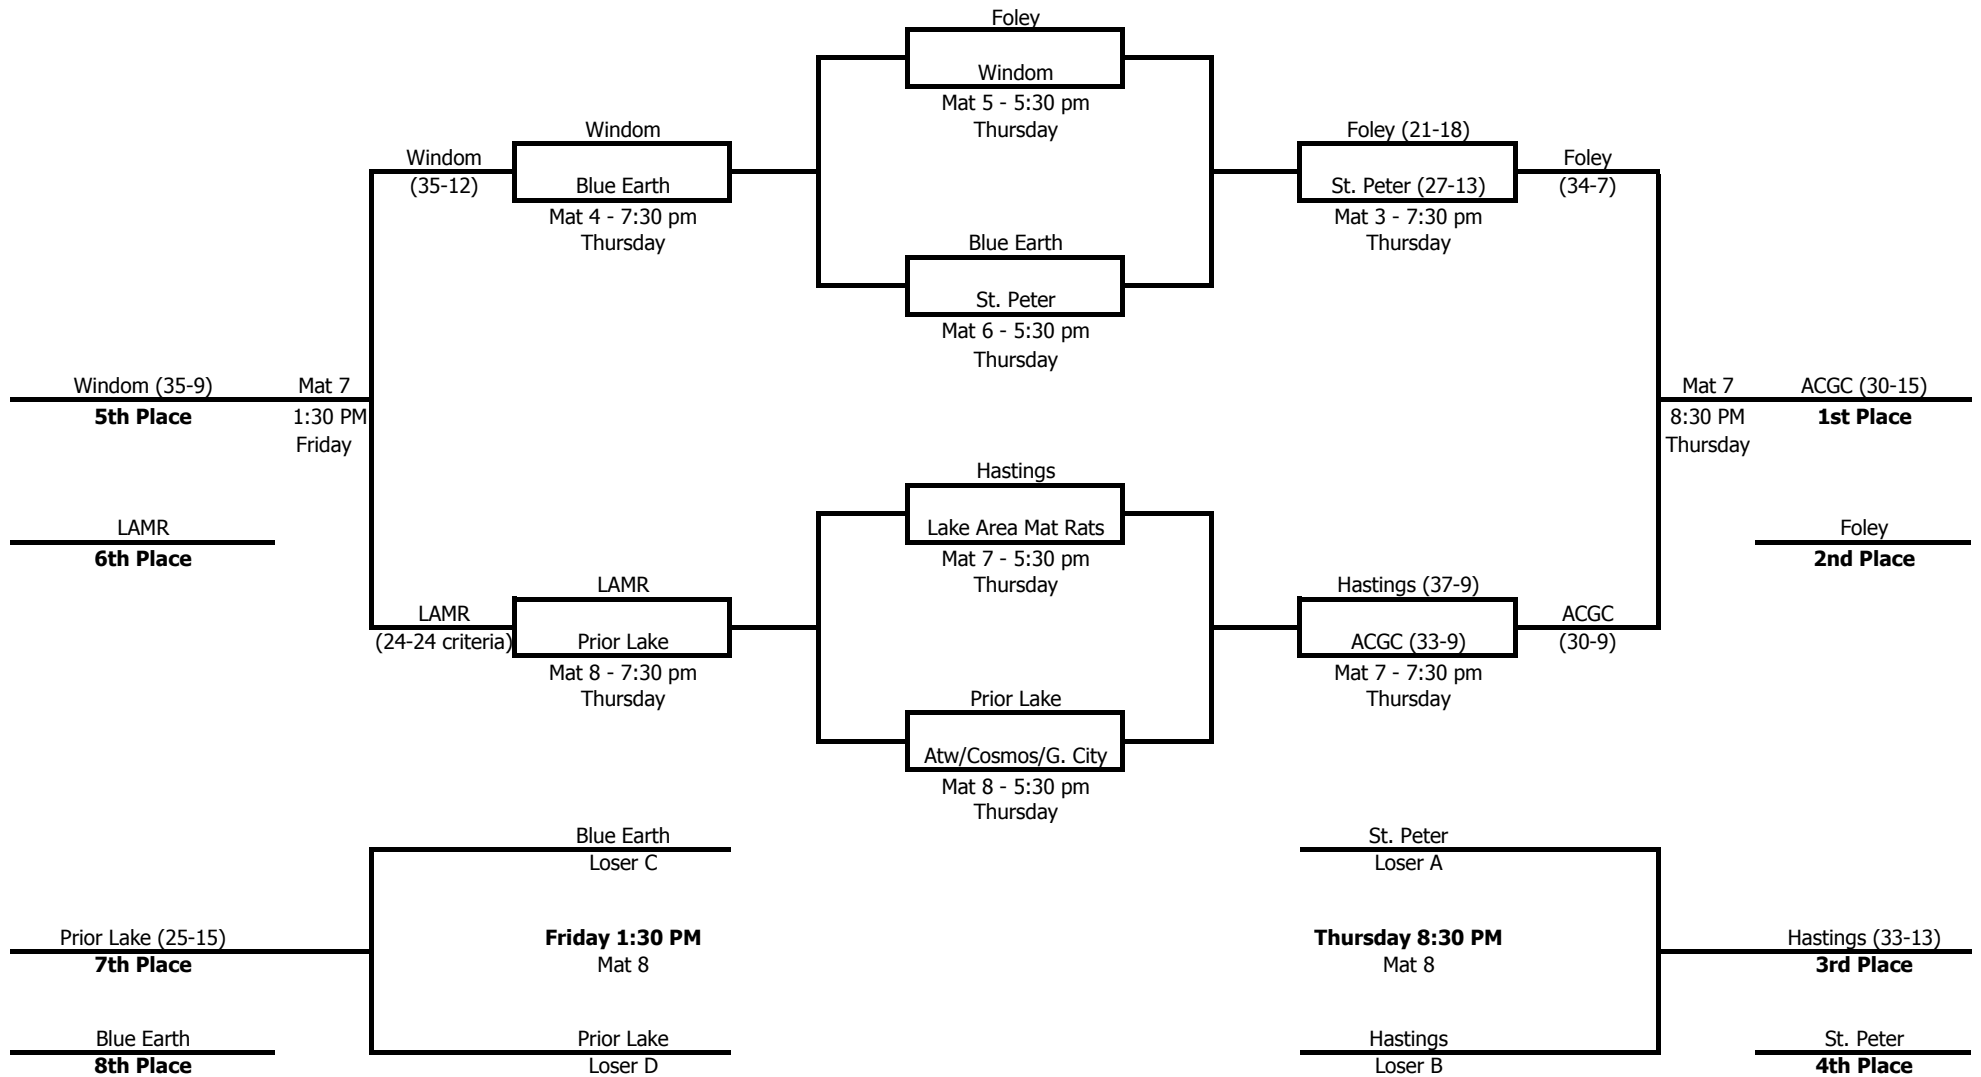 Foley
Windom
Mat 5 - 5:30 pm
Thursday
Windom
Blue Earth
Mat 4 - 7:30 pm
Thursday
Windom
(35-12)
Foley (21-18)
St. Peter (27-13)
Mat 3 - 7:30 pm
Thursday
Foley
(34-7)
Blue Earth
St. Peter
Mat 6 - 5:30 pm
Thursday
Windom (35-9)
5th Place
Mat 7
1:30 PM
Friday
Mat 7
8:30 PM
Thursday
ACGC (30-15)
1st Place
Hastings
Lake Area Mat Rats
Mat 7 - 5:30 pm
Thursday
LAMR
6th Place
Foley
2nd Place
LAMR
(24-24 criteria)
LAMR
Prior Lake
Mat 8 - 7:30 pm
Thursday
Hastings (37-9)
ACGC (33-9)
Mat 7 - 7:30 pm
Thursday
ACGC
(30-9)
Prior Lake
Atw/Cosmos/G. City
Mat 8 - 5:30 pm
Thursday
Blue Earth
Loser C
St. Peter
Loser A
Prior Lake (25-15)
7th Place
Friday 1:30 PM
Mat 8
Thursday 8:30 PM
Mat 8
Hastings (33-13)
3rd Place
Blue Earth
8th Place
Prior Lake
Loser D
Hastings
Loser B
St. Peter
4th Place